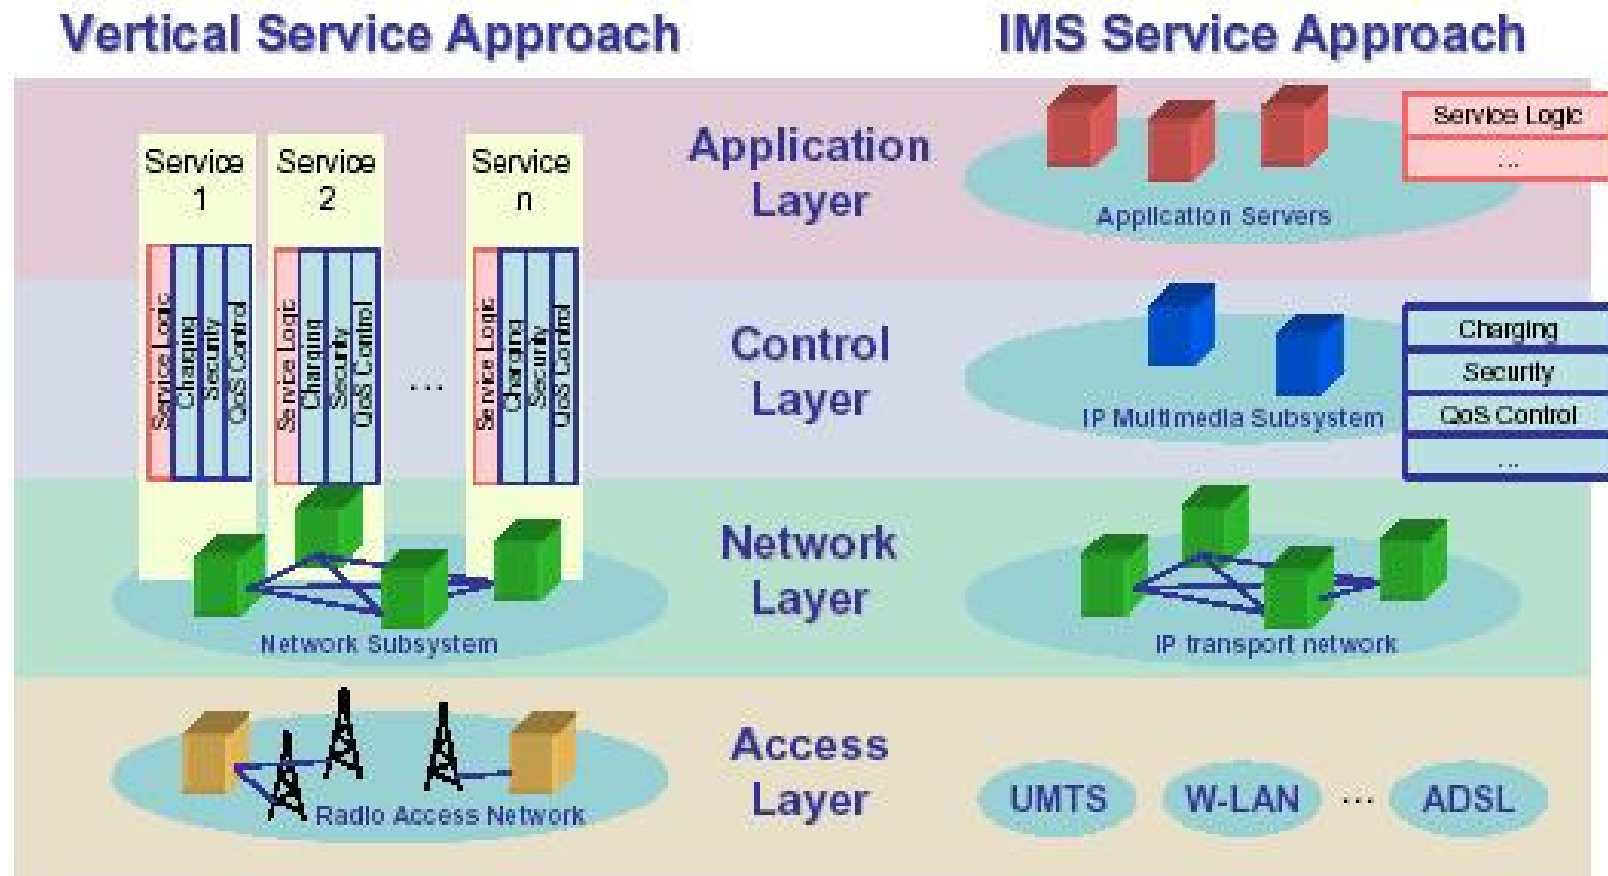 Vertical Service Approach
IMS Service Approach
Service
1
Service
2
Service
n
Service Logic
Charging
Security
QoS Control
Service Logic
Charging
Security
QoS Control
...
Service Logic
Charging
Security
QoS Control
Network Subsystem
Radio Access Network
Application
Layer
Control
Layer
Network
Layer
Access
Layer
Application Servers
Service Logic
...
IP Multimedia Subsystem
Charging
Security
QoS Control
...
IP transport network
UMTS
W-LAN
...
ADSL